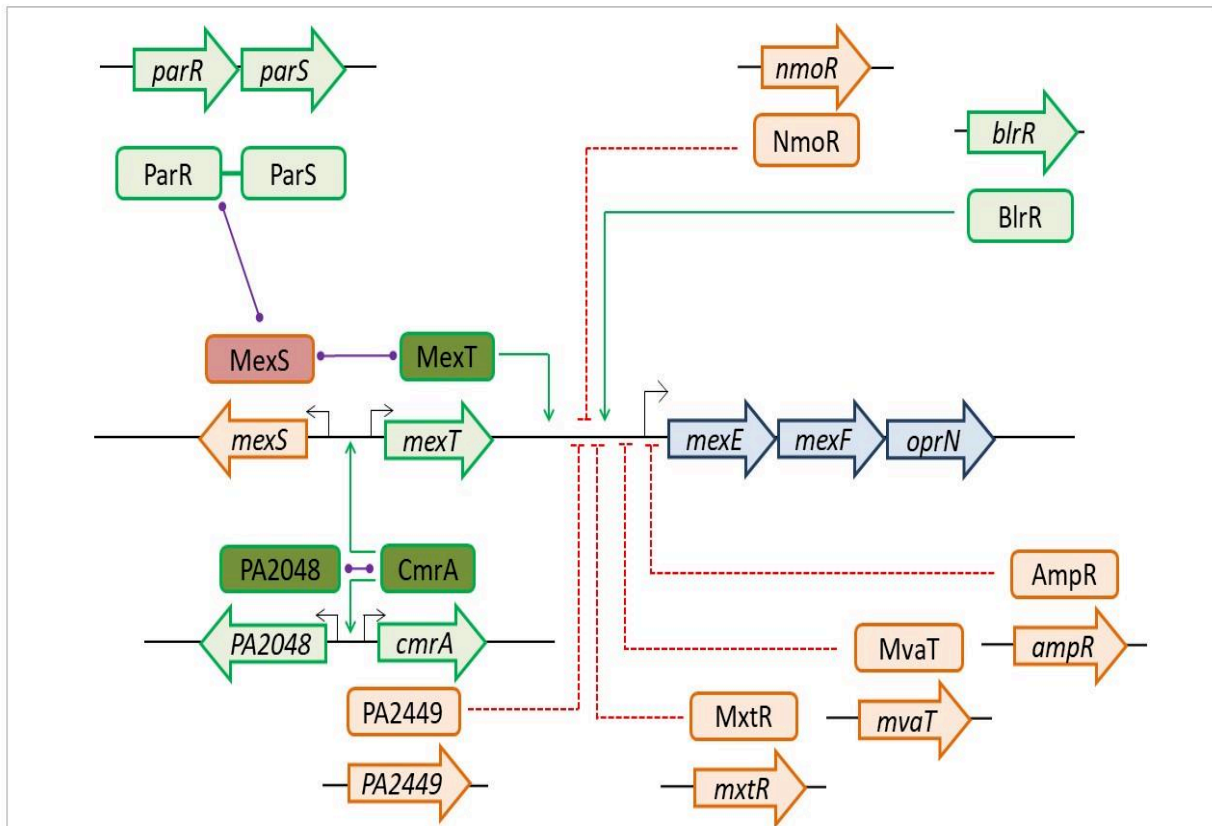 parR parS
nmoR
NmoR
blrR
ParR ParS
BlrR
MexS MexT
mexS mexT mexE mexF oprN
PA2048 CmrA
AmpR
PA2048 cmrA
MvaT ampR
PA2449 MxtR
mvaT
PA2449 mxtR